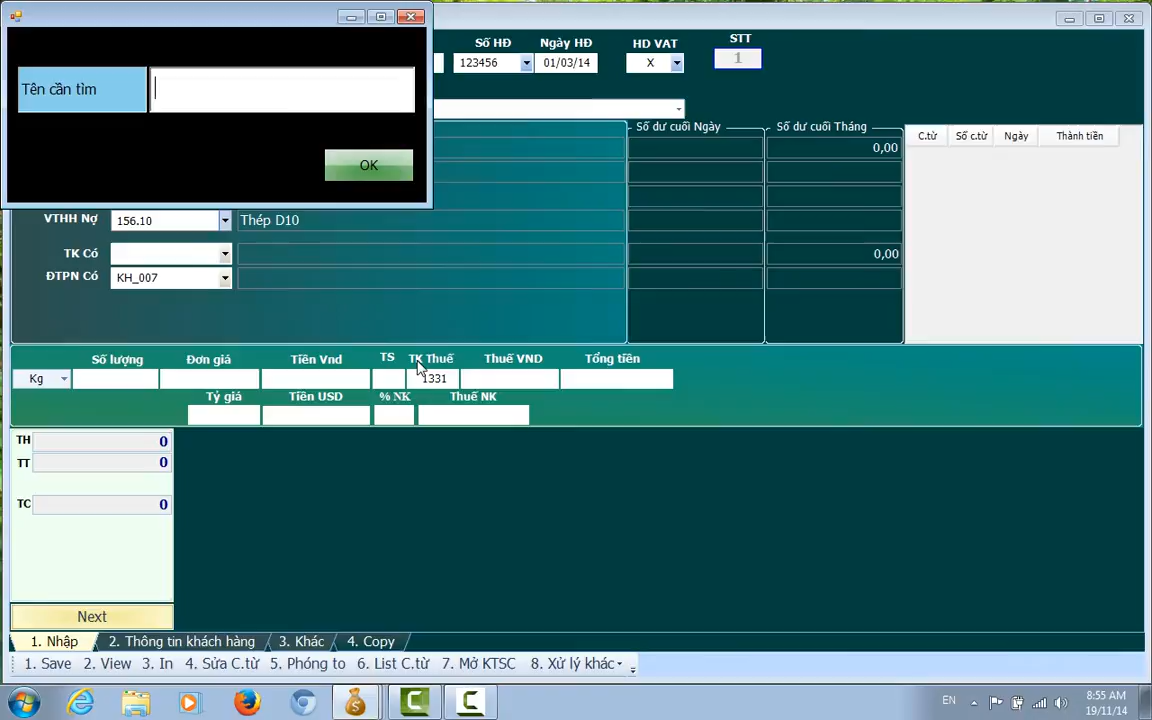 Tên cần tìm
OK
Số HĐ
Ngày HĐ
HD VAT
STT
123456
01/03/14
X
1
Số dư cuối Ngày
Số dư cuối Tháng
C.từ
Số c.từ
Ngày
Thành tiền
0,00
VTHH Nợ
156.10
Thép D10
TK Có
0,00
ĐTPN Có
KH_007
Số lượng
Đơn giá
Tiền Vnd
TS
TK Thuế
Thuế VND
Tổng tiền
Kg
1331
Tỷ giá
Tiền USD
% NK
Thuế NK
TH
0
TT
0
TC
0
Next
1. Nhập
2. Thông tin khách hàng
3. Khác
4. Copy
1. Save
2. View
3. In
4. Sửa C.từ
5. Phóng to
6. List C.từ
7. Mở KTSC
8. Xử lý khác
EN
8:55 AM
19/11/14